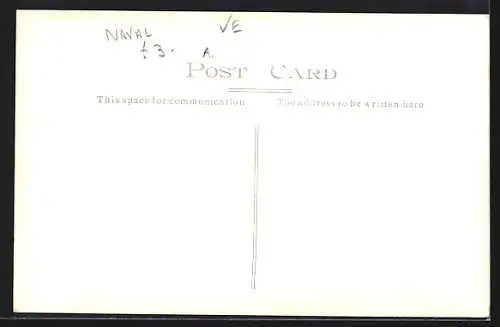 NAVAL VE
£3. A.
POST CARD
This space for communication The address to be written here